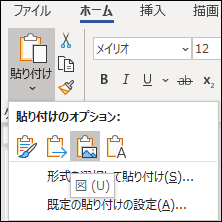 ファイル ホーム 挿入 描画
貼り付け
メイリオ 12
B I U ab
貼り付けのオプション:
A
形式を選択して貼り付け(S)...
図 (U)
既定の貼り付けの設定(A)...